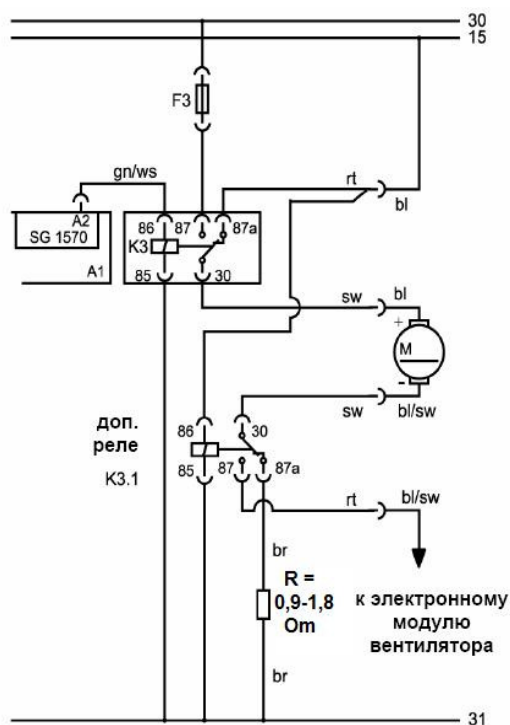 30
15
F3
gn/ws
rt
bl
A2
SG 1570
A1
86
87
87a
K3
85
30
sw
bl
+
M
-
sw
bl/sw
доп.
реле
K3.1
86
30
85
87
87a
rt
bl/sw
br
R =
0,9-1,8
Om
к электронному
модулю
вентилятора
br
31